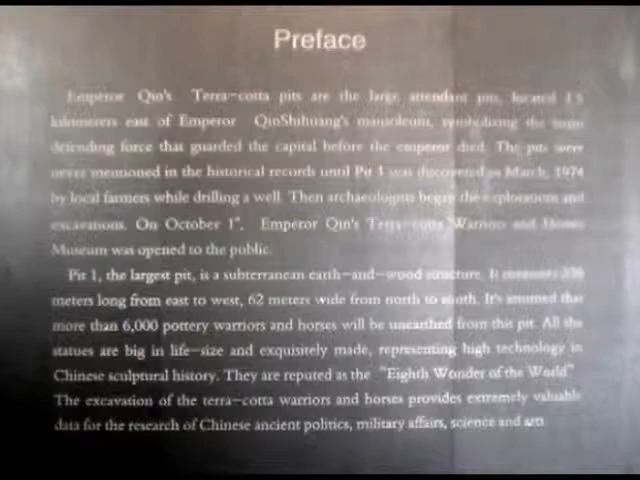 Preface
Emperor Qin's Terra-cotta pits are the large attendant pits, located 1.5
kilometers east of Emperor QinShihuang's mausoleum, symbolizing the
defending force that guarded the capital before the emperor died. The pits were
never mentioned in the historical records until Pit 1 was discovered in March, 1974
by local farmers while drilling a well. Then archaeologists began the explorations and
excavations. On October 1st, Emperor Qin's Terra-cotta Warriors and Horses
Museum was opened to the public.
Pit 1, the largest pit, is a subterranean earth-and-wood structure. It measures
meters long from east to west, 62 meters wide from north to south. It's assumed that
more than 6,000 pottery warriors and horses will be unearthed from this pit. All the
statues are big in life-size and exquisitely made, representing high technology in
Chinese sculptural history. They are reputed as the "Eighth Wonder of the World"
The excavation of the terra-cotta warriors and horses provides extremely valuable
data for the research of Chinese ancient politics, military affairs, science and arts